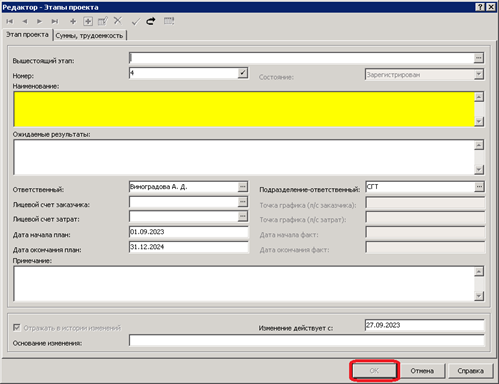 Редактор - Этапы проекта
Этап проекта Суммы, трудоемкость
Вышестоящий этап:
Номер: 4 Состояние: Зарегистрирован
Наименование:
Ожидаемые результаты:
Ответственный: Виноградова А. Д. Подразделение-ответственный: СГТ
Лицевой счет заказчика: Точка графика (л/с заказчика):
Лицевой счет затрат: Точка графика (л/с затрат):
Дата начала план: 01.09.2023 Дата начала факт:
Дата окончания план: 31.12.2024 Дата окончания факт:
Примечание:
Отражать в истории изменений Изменение действует с: 27.09.2023
Основание изменения:
OK Отмена Справка